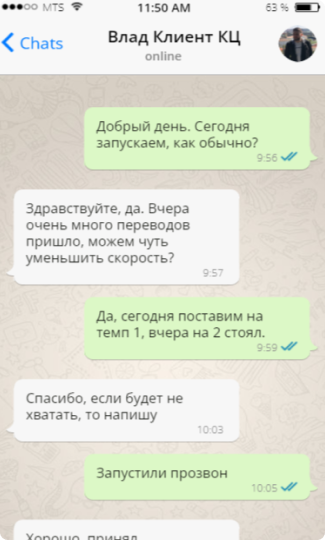 MTS 11:50 AM 63 %
Chats
Влад Клиент КЦ
online
Добрый день. Сегодня
запускаем, как обычно?
9:56
Здравствуйте, да. Вчера
очень много переводов
пришло, можем чуть
уменьшить скорость?
9:57
Да, сегодня поставим на
темп 1, вчера на 2 стоял.
9:59
Спасибо, если будет не
хватать, то напишу
10:03
Запустили прозвон
10:05
Хорошо, принял